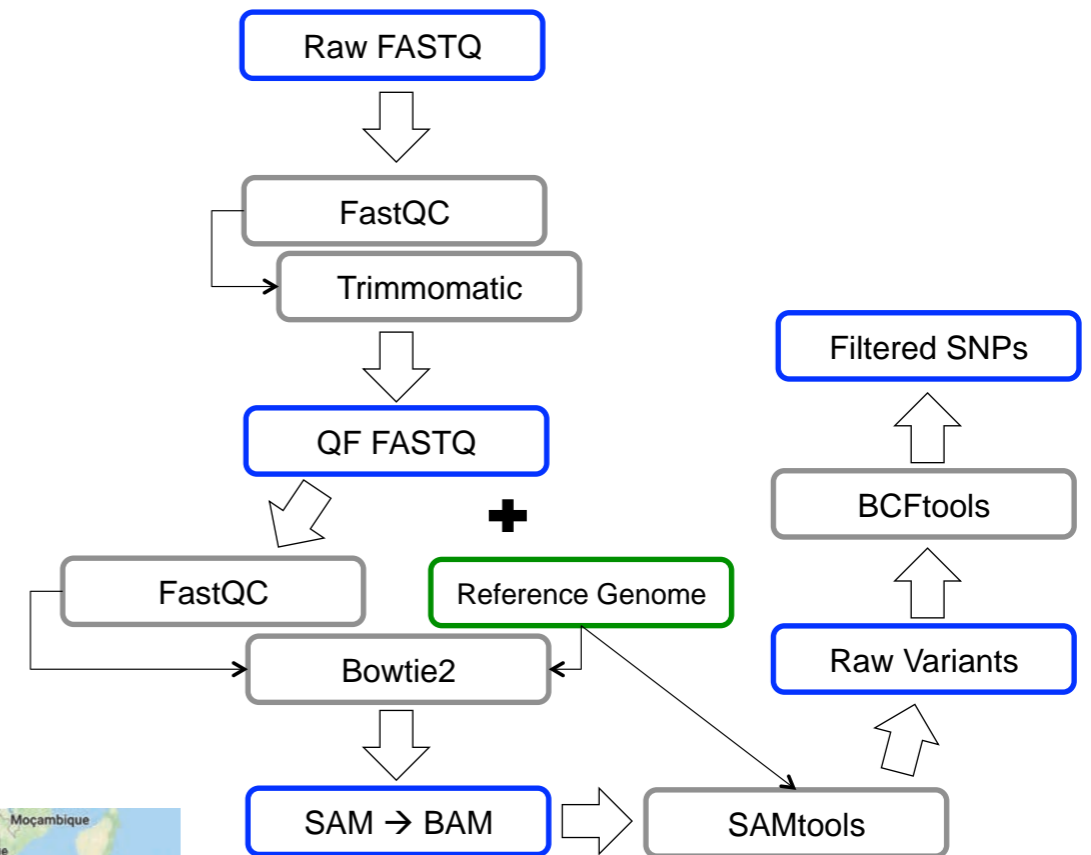 Raw FASTQ
FastQC
Trimmomatic
QF FASTQ
FastQC
Reference Genome
Bowtie2
SAM → BAM
SAMtools
Raw Variants
BCFtools
Filtered SNPs
Moçambique